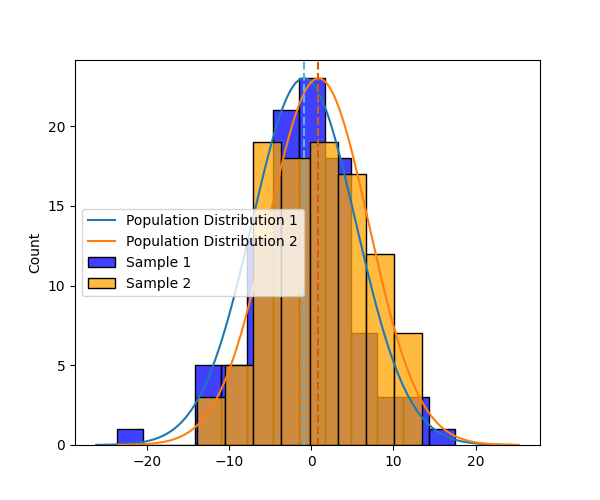 20
15
10
5
0
Count
Population Distribution 1
Population Distribution 2
Sample 1
Sample 2
−20 −10 0 10 20